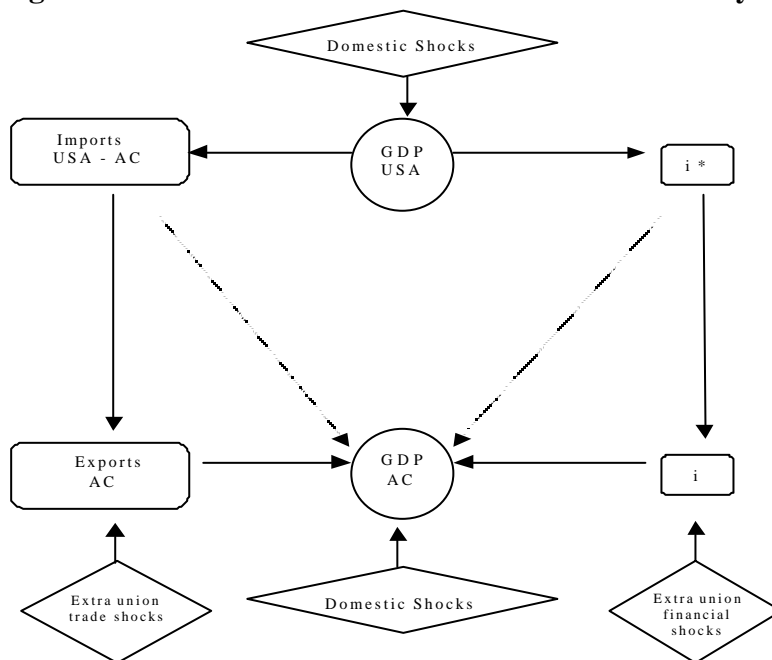 Domestic Shocks
Imports
USA - AC
GDP
USA
i *
Exports
AC
GDP
AC
i
Extra union
trade shocks
Domestic Shocks
Extra union
financial
shocks